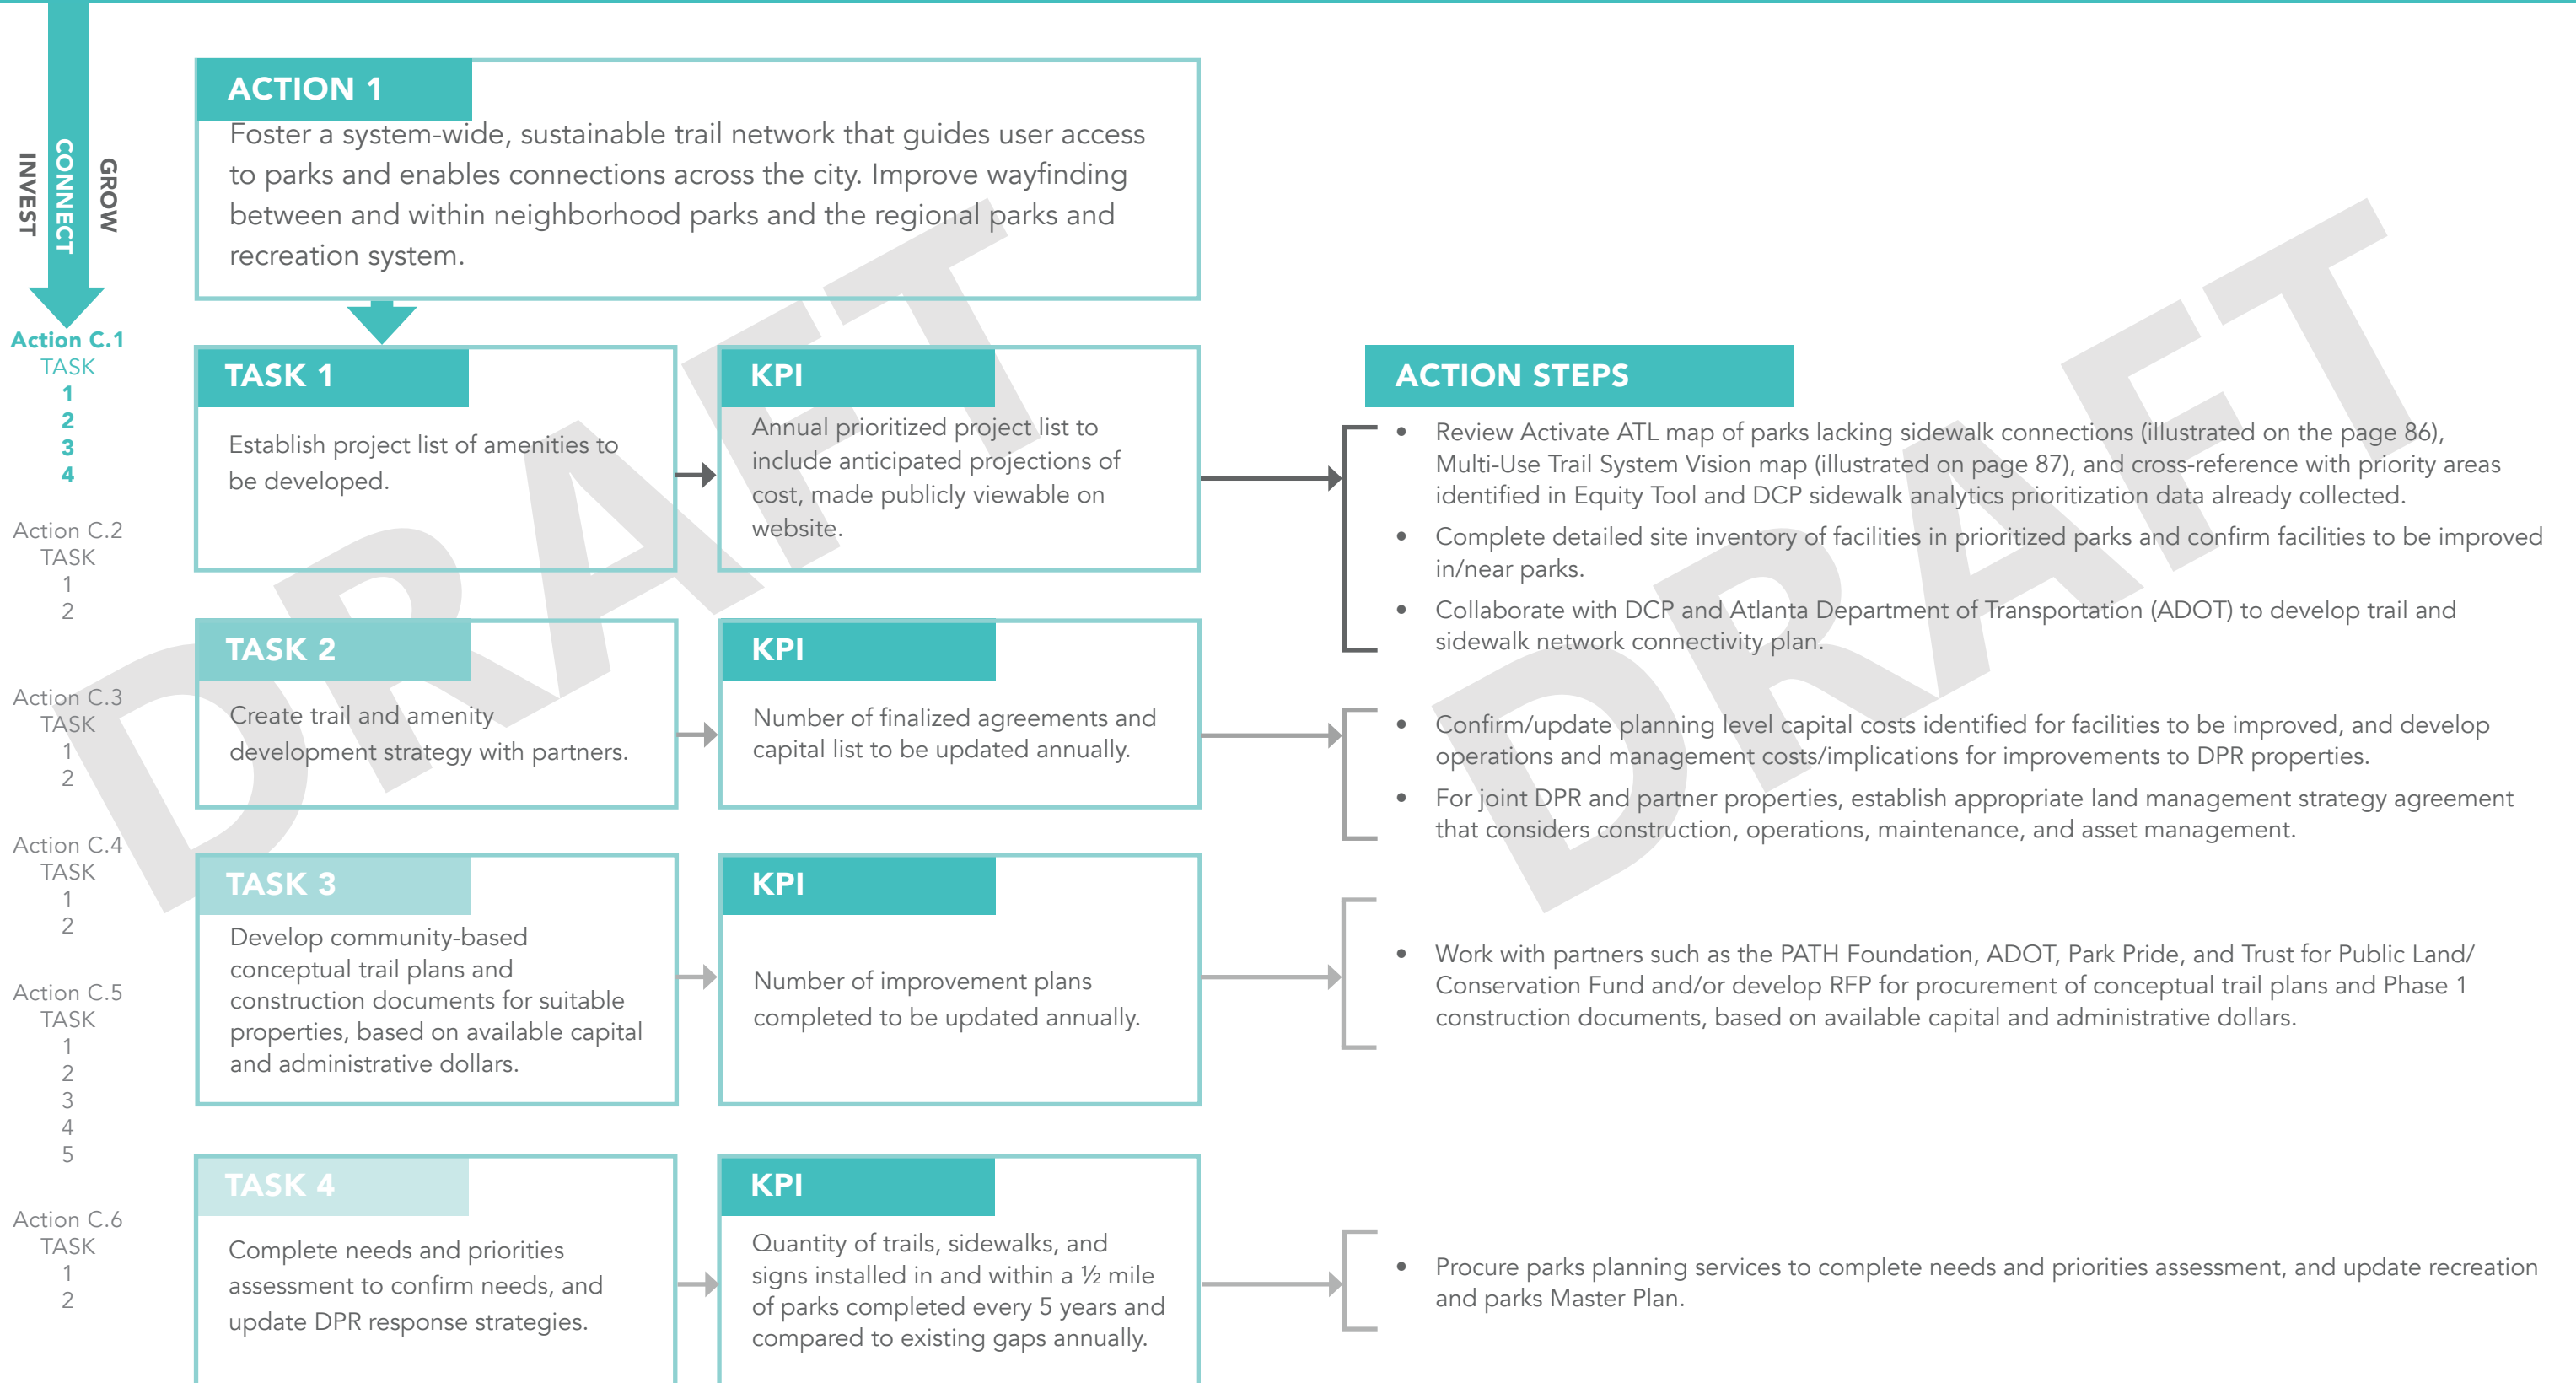 INVEST
CONNECT
GROW
Action C.1
TASK
1
2
3
4
Action C.2
TASK
1
2
Action C.3
TASK
1
2
Action C.4
TASK
1
2
Action C.5
TASK
1
2
3
4
5
Action C.6
TASK
1
2
ACTION 1
Foster a system-wide, sustainable trail network that guides user access
to parks and enables connections across the city. Improve wayfinding
between and within neighborhood parks and the regional parks and
recreation system.
TASK 1
Establish project list of amenities to
be developed.
KPI
Annual prioritized project list to
include anticipated projections of
cost, made publicly viewable on
website.
ACTION STEPS
• Review Activate ATL map of parks lacking sidewalk connections (illustrated on the page 86),
Multi-Use Trail System Vision map (illustrated on page 87), and cross-reference with priority areas
identified in Equity Tool and DCP sidewalk analytics prioritization data already collected.
• Complete detailed site inventory of facilities in prioritized parks and confirm facilities to be improved
in/near parks.
• Collaborate with DCP and Atlanta Department of Transportation (ADOT) to develop trail and
sidewalk network connectivity plan.
TASK 2
Create trail and amenity
development strategy with partners.
KPI
Number of finalized agreements and
capital list to be updated annually.
• Confirm/update planning level capital costs identified for facilities to be improved, and develop
operations and management costs/implications for improvements to DPR properties.
• For joint DPR and partner properties, establish appropriate land management strategy agreement
that considers construction, operations, maintenance, and asset management.
TASK 3
Develop community-based
conceptual trail plans and
construction documents for suitable
properties, based on available capital
and administrative dollars.
KPI
Number of improvement plans
completed to be updated annually.
• Work with partners such as the PATH Foundation, ADOT, Park Pride, and Trust for Public Land/
Conservation Fund and/or develop RFP for procurement of conceptual trail plans and Phase 1
construction documents, based on available capital and administrative dollars.
TASK 4
Complete needs and priorities
assessment to confirm needs, and
update DPR response strategies.
KPI
Quantity of trails, sidewalks, and
signs installed in and within a ½ mile
of parks completed every 5 years and
compared to existing gaps annually.
• Procure parks planning services to complete needs and priorities assessment, and update recreation
and parks Master Plan.
DRAFT
DRAFT